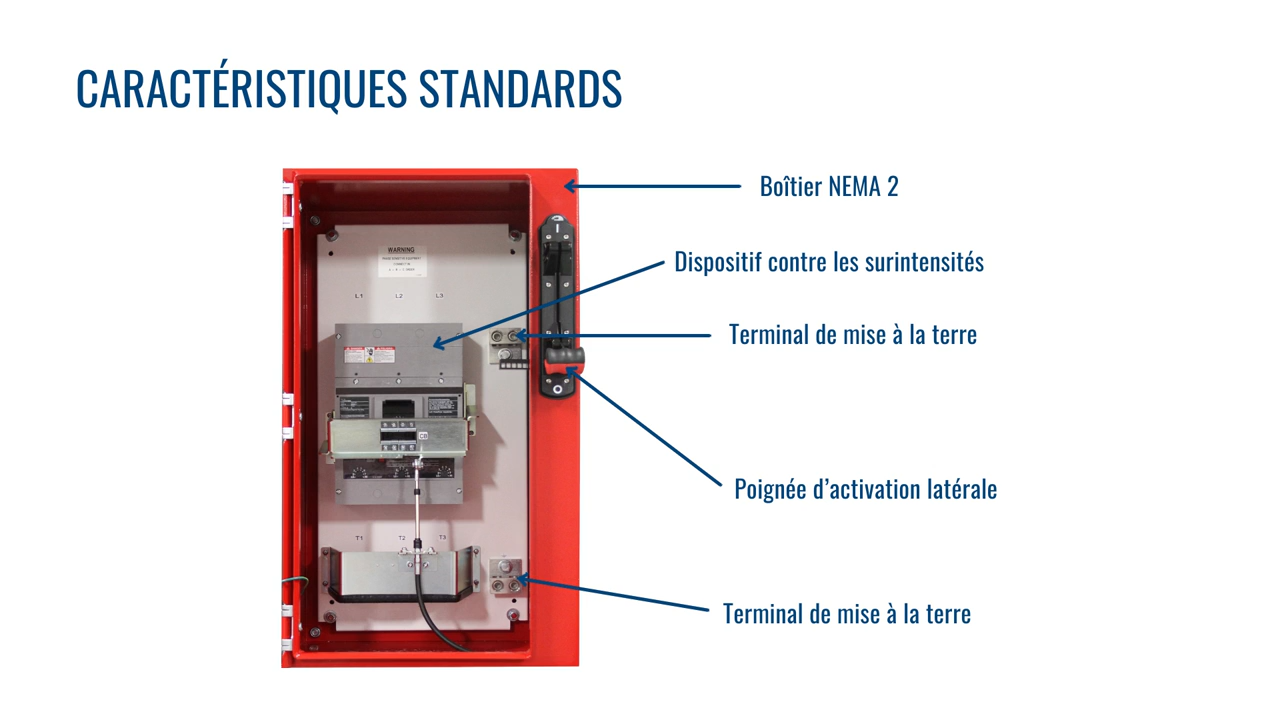 CARACTÉRISTIQUES STANDARDS
Boîtier NEMA 2
Dispositif contre les surintensités
Terminal de mise à la terre
Poignée d'activation latérale
Terminal de mise à la terre
WARNING
L1 L2 L3
CB
T1 T2 T3